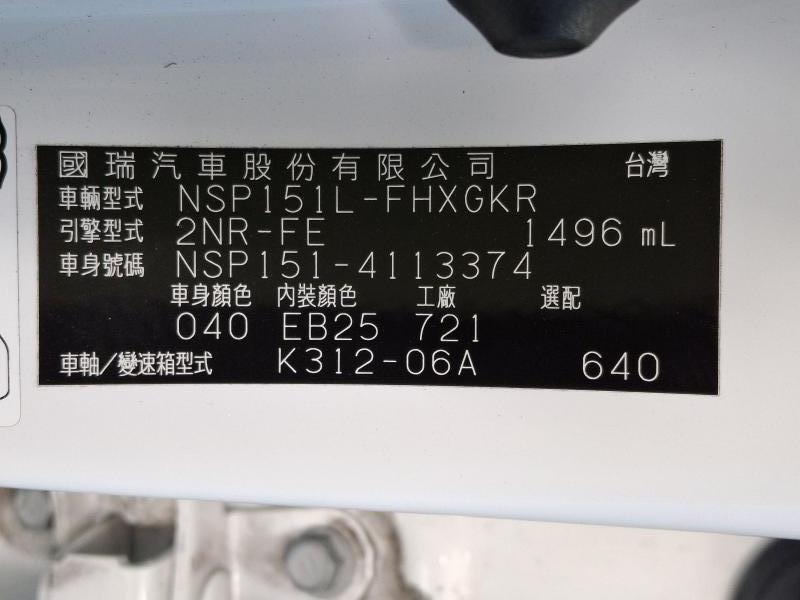 國瑞汽車股份有限公司 台灣
車輛型式 NSP151L-FHXGKR
引擎型式 2NR-FE 1496 mL
車身號碼 NSP151-4113374
車身顏色 內裝顏色 工廠 選配
040 EB25 721
車軸/變速箱型式 K312-06A 640